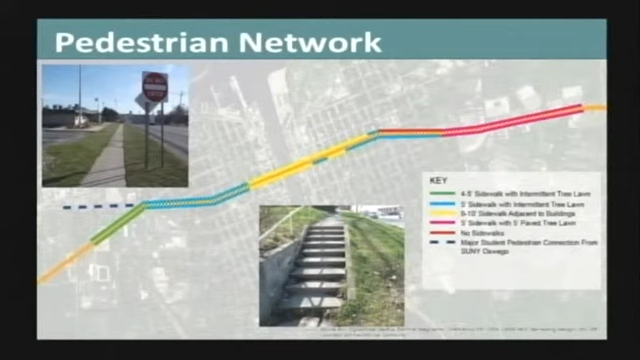 Pedestrian Network
KEY
4-5' Sidewalk with Intermittent Tree Lawn
5' Sidewalk with Intermittent Tree Lawn
8-10' Sidewalk Adjacent to Buildings
5' Sidewalk with 5' Paved Tree Lawn
No Sidewalks
Major Student Pedestrian Connection From
SUNY Oswego